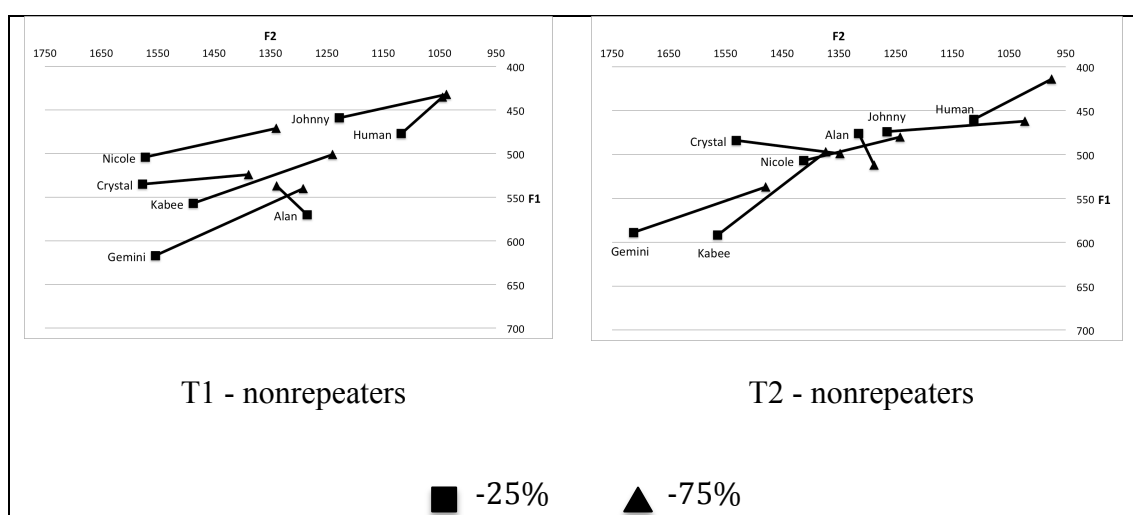 F2
1750 1650 1550 1450 1350 1250 1150 1050 950
400
450
500
550 F1
600
650
700
Johnny
Human
Nicole
Crystal
Kabee
Alan
Gemini
T1 - nonrepeaters
F2
1750 1650 1550 1450 1350 1250 1150 1050 950
400
450
500
550 F1
600
650
700
Human
Johnny
Alan
Crystal
Nicole
Gemini
Kabee
T2 - nonrepeaters
-25% -75%